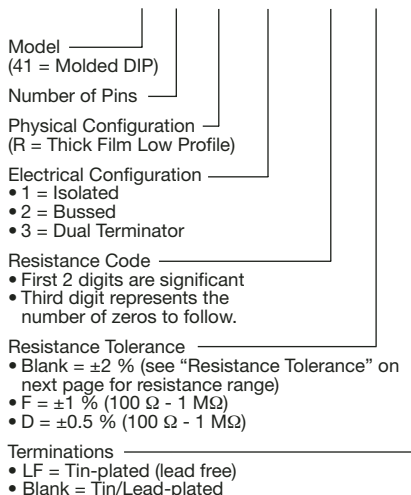 Model
(41 = Molded DIP)
Number of Pins
Physical Configuration
(R = Thick Film Low Profile)
Electrical Configuration
• 1 = Isolated
• 2 = Bussed
• 3 = Dual Terminator
Resistance Code
• First 2 digits are significant
• Third digit represents the
number of zeros to follow.
Resistance Tolerance
• Blank = ±2 % (see “Resistance Tolerance” on
next page for resistance range)
• F = ±1 % (100 Ω - 1 MΩ)
• D = ±0.5 % (100 Ω - 1 MΩ)
Terminations
• LF = Tin-plated (lead free)
• Blank = Tin/Lead-plated